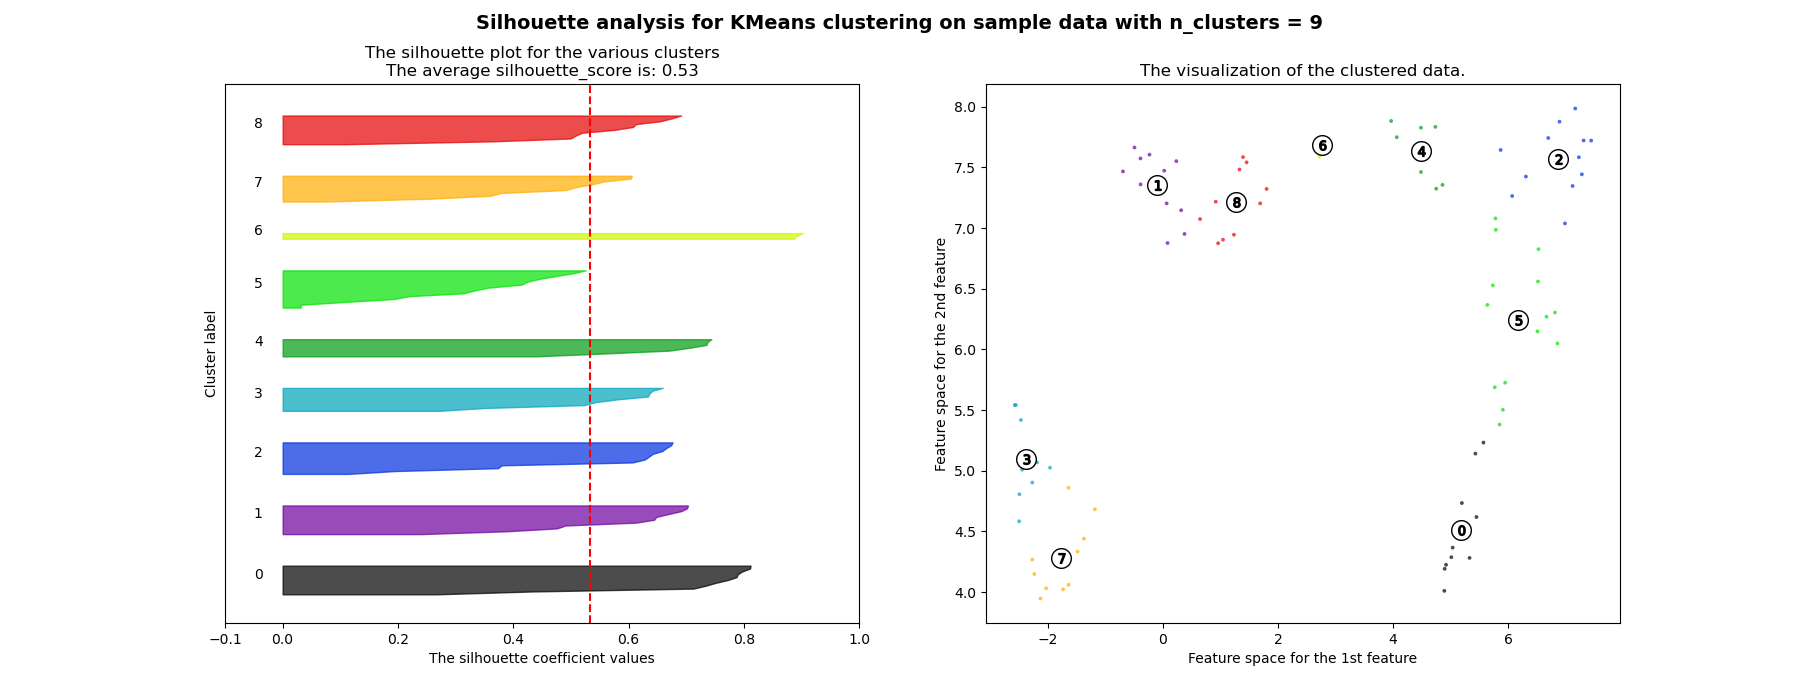 Silhouette analysis for KMeans clustering on sample data with n_clusters = 9
The silhouette plot for the various clusters
The average silhouette_score is: 0.53
8
7
6
5
4
3
2
1
0
Cluster label
−0.1 0.0 0.2 0.4 0.6 0.8 1.0
The silhouette coefficient values
The visualization of the clustered data.
8.0
7.5
7.0
6.5
6.0
5.5
5.0
4.5
4.0
Feature space for the 2nd feature
6
4
2
1
8
5
3
0
7
−2 0 2 4 6
Feature space for the 1st feature